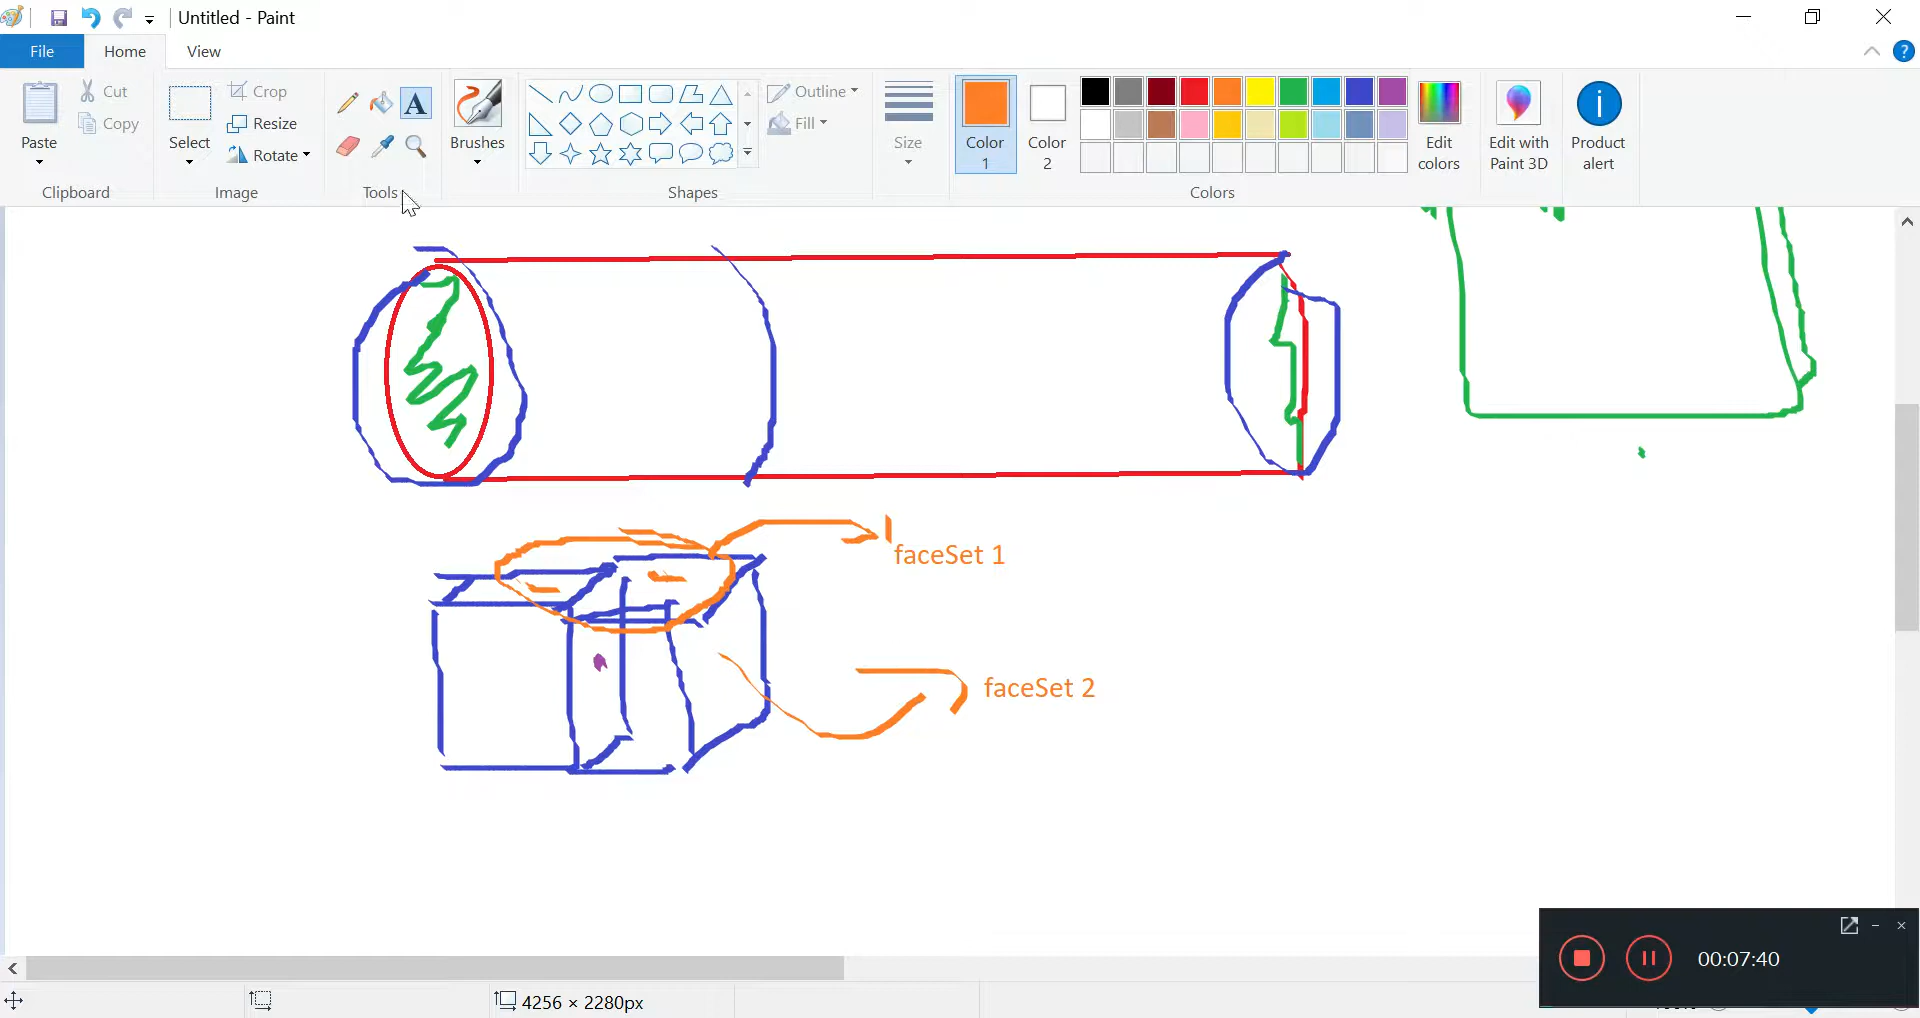 Untitled - Paint
File
Home
View
Paste
Cut
Copy
Clipboard
Select
Crop
Resize
Rotate
Image
A
Tools
Brushes
Shapes
Outline
Fill
Size
Color
1
Color
2
Colors
Edit
colors
Edit with
Paint 3D
Product
alert
faceSet 1
faceSet 2
00:07:40
4256 × 2280px